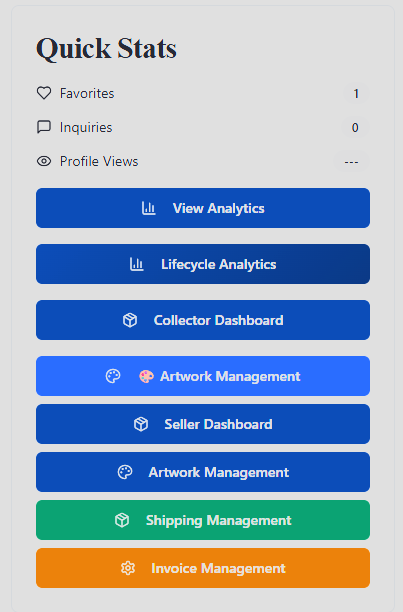 Quick Stats
Favorites 1
Inquiries 0
Profile Views ---
View Analytics
Lifecycle Analytics
Collector Dashboard
🎨 Artwork Management
Seller Dashboard
Artwork Management
Shipping Management
Invoice Management